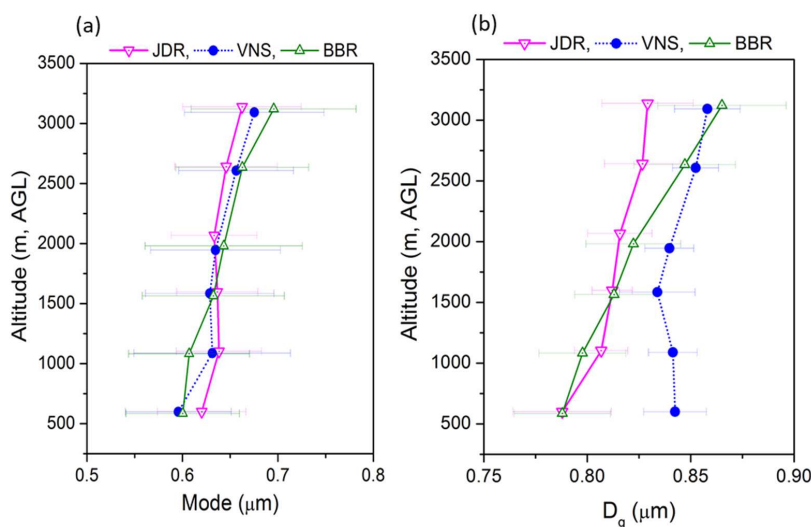 (a)
JDR, VNS, BBR
3500
3000
2500
2000
1500
1000
500
Altitude (m, AGL)
0.5 0.6 0.7 0.8
Mode (μm)
(b)
JDR, VNS, BBR
3500
3000
2500
2000
1500
1000
500
Altitude (m, AGL)
0.75 0.80 0.85 0.90
Dg (μm)